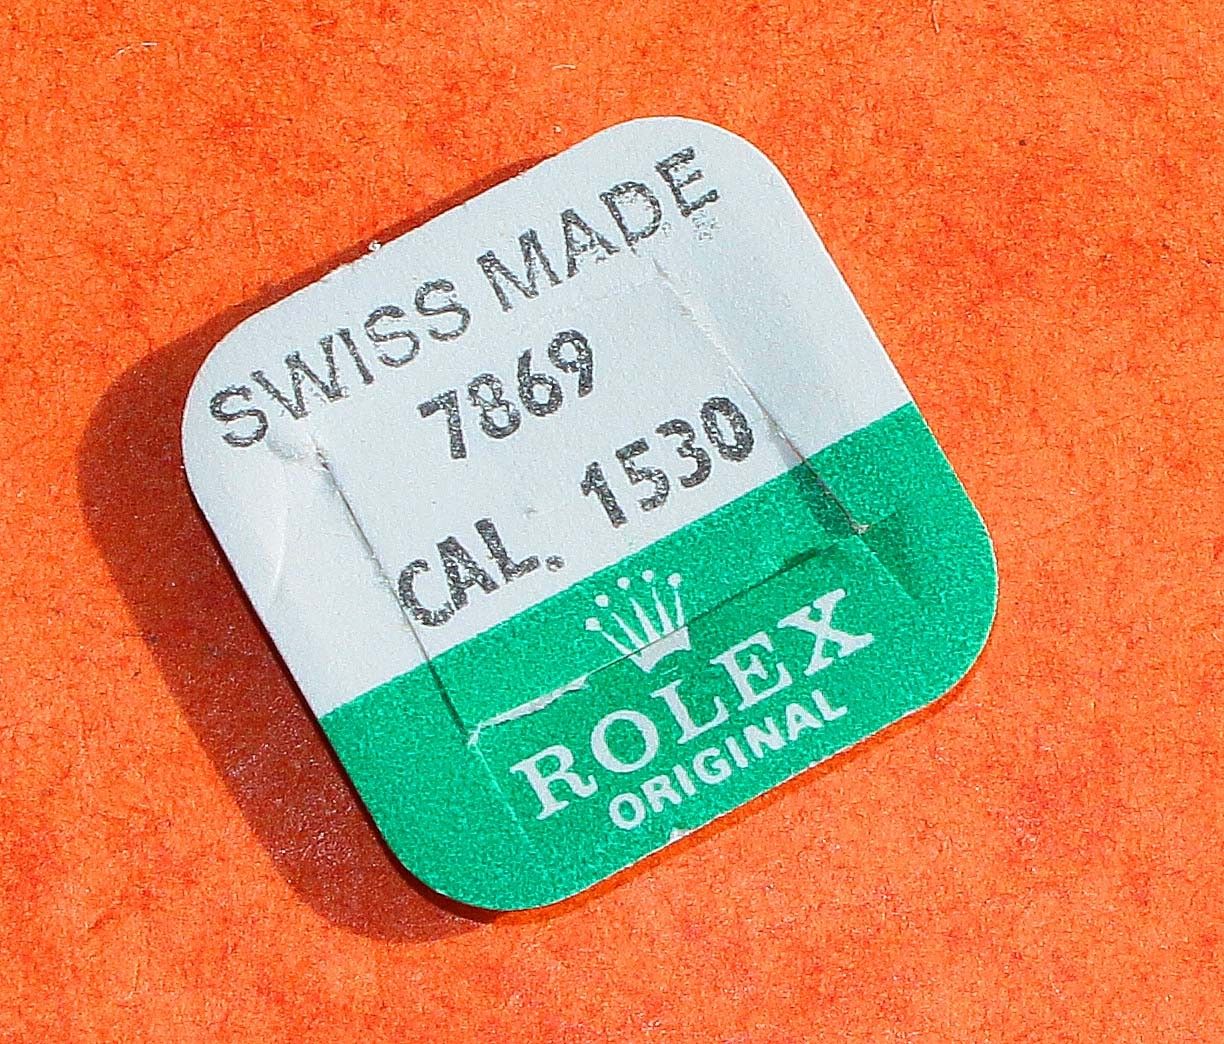 SWISS MADE
7869
CAL. 1530
ROLEX
ORIGINAL